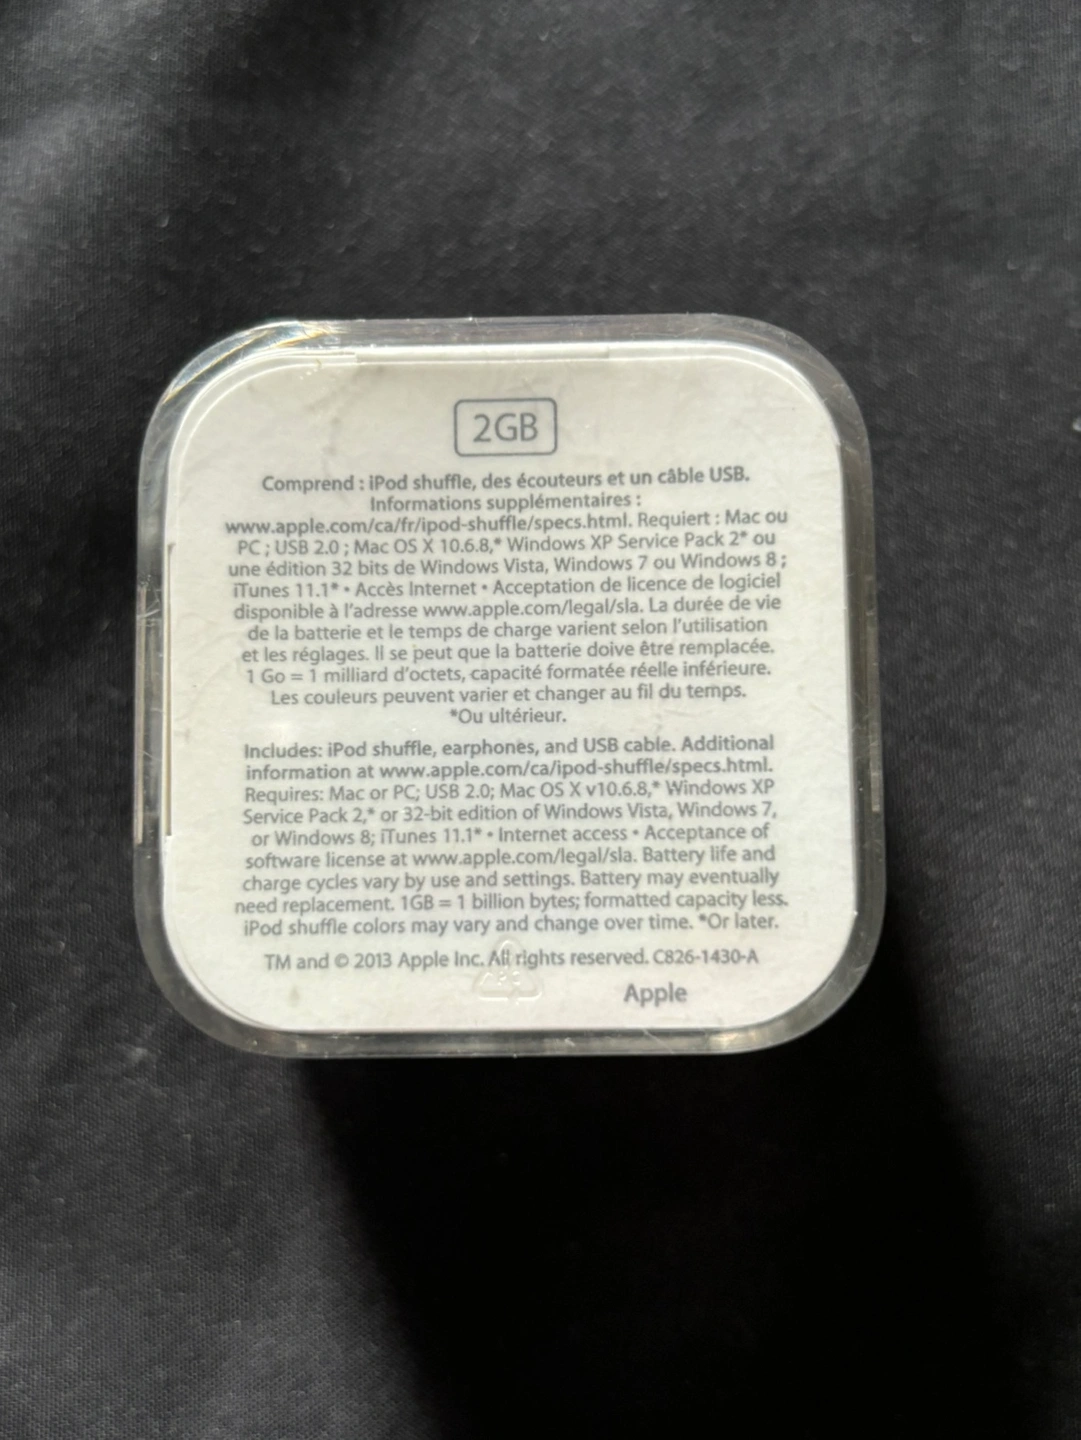 2GB
Comprend : iPod shuffle, des écouteurs et un câble USB.
Informations supplémentaires :
www.apple.com/ca/fr/ipod-shuffle/specs.html. Requiert : Mac ou
PC ; USB 2.0 ; Mac OS X 10.6.8,* Windows XP Service Pack 2* ou
une édition 32 bits de Windows Vista, Windows 7 ou Windows 8 ;
iTunes 11.1* • Accès Internet • Acceptation de licence de logiciel
disponible à l'adresse www.apple.com/legal/sla. La durée de vie
de la batterie et le temps de charge varient selon l'utilisation
et les réglages. Il se peut que la batterie doive être remplacée.
1 Go = 1 milliard d'octets, capacité formatée réelle inférieure.
Les couleurs peuvent varier et changer au fil du temps.
*Ou ultérieur.
Includes: iPod shuffle, earphones, and USB cable. Additional
information at www.apple.com/ca/ipod-shuffle/specs.html.
Requires: Mac or PC; USB 2.0; Mac OS X v10.6.8,* Windows XP
Service Pack 2,* or 32-bit edition of Windows Vista, Windows 7,
or Windows 8; iTunes 11.1* • Internet access • Acceptance of
software license at www.apple.com/legal/sla. Battery life and
charge cycles vary by use and settings. Battery may eventually
need replacement. 1GB = 1 billion bytes; formatted capacity less.
iPod shuffle colors may vary and change over time. *Or later.
TM and © 2013 Apple Inc. All rights reserved. C826-1430-A
Apple